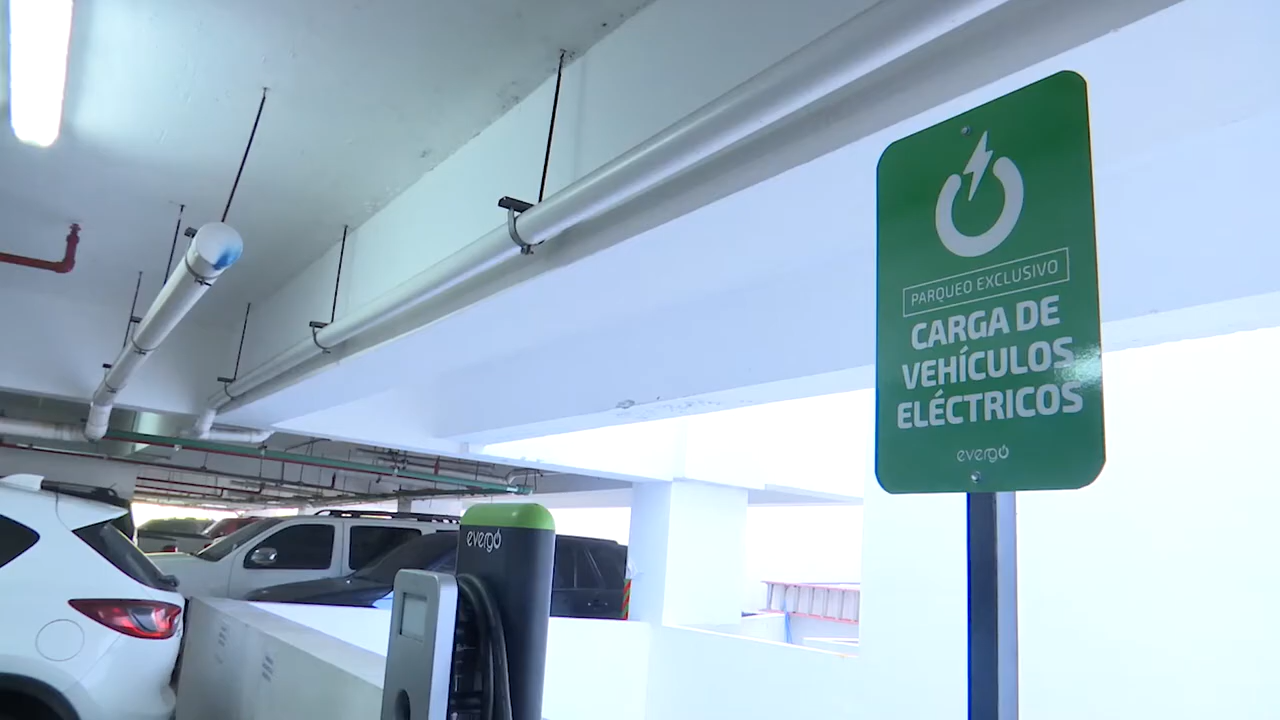 PARQUEO EXCLUSIVO
CARGA DE
VEHÍCULOS
ELÉCTRICOS
evergo
evergo